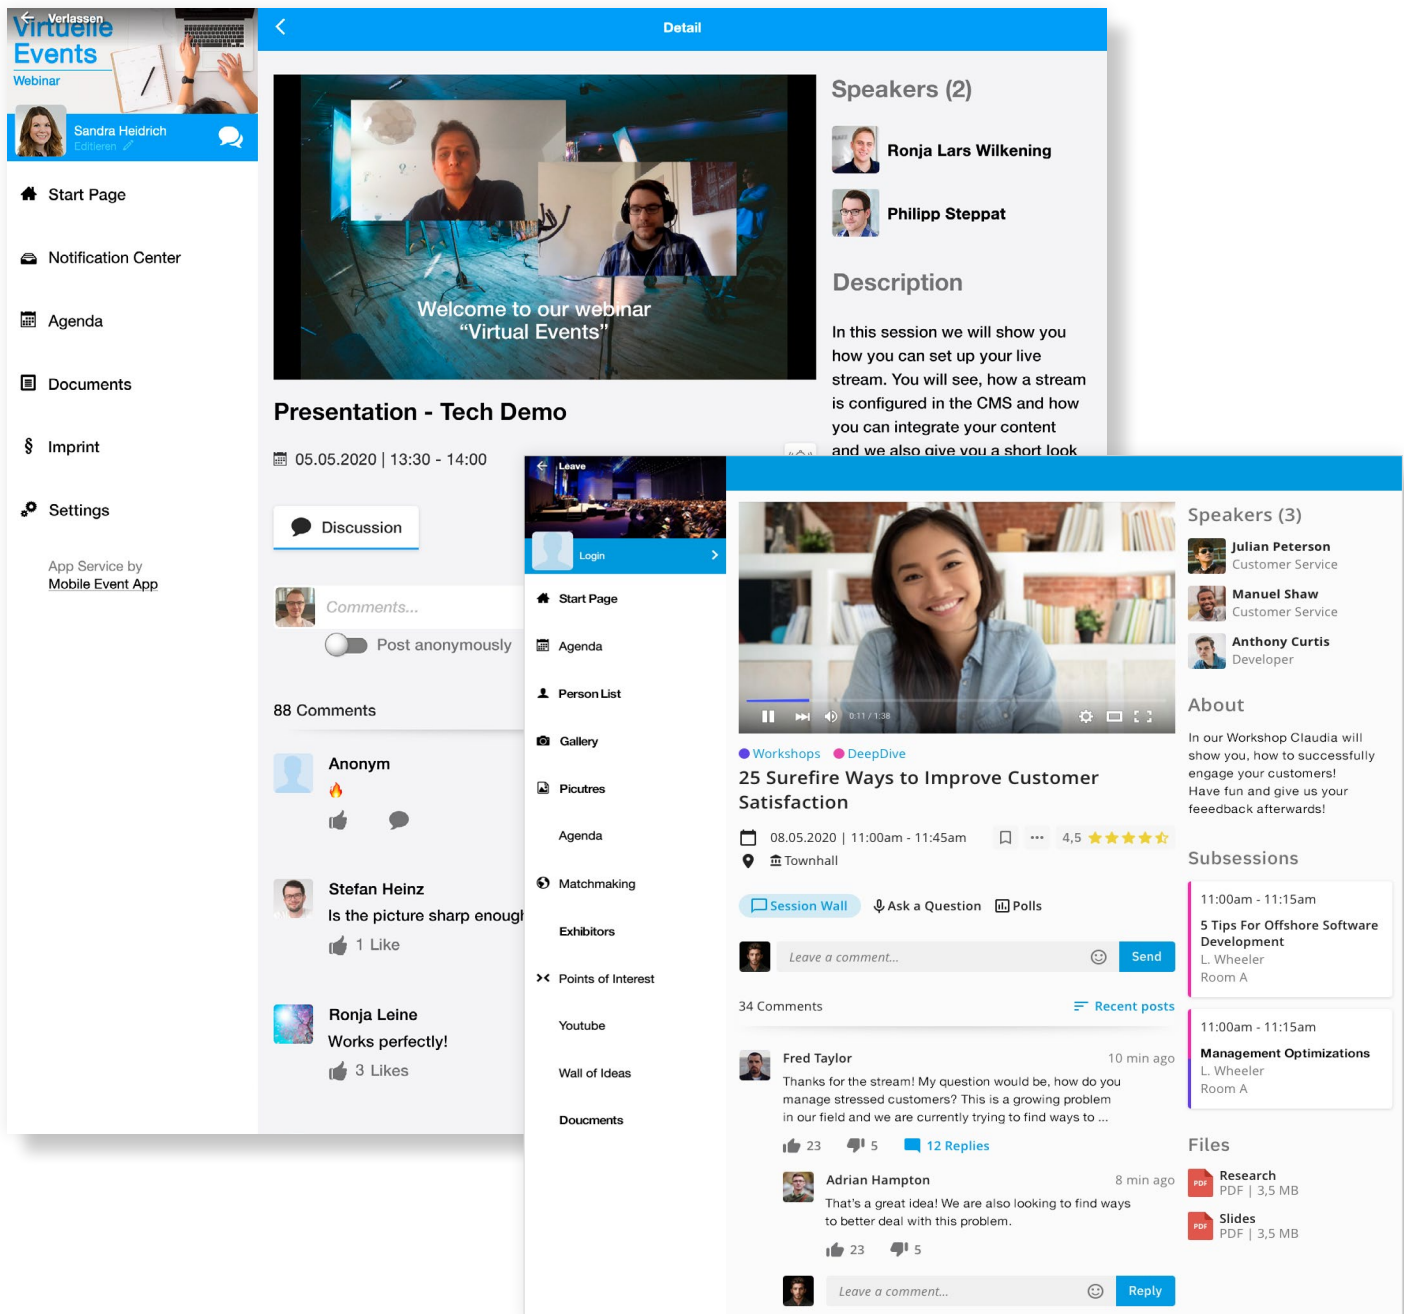 Verlassen
Virtuelle
Events
Webinar
Sandra Heidrich
Editieren
Start Page
Notification Center
Agenda
Documents
§ Imprint
Settings
App Service by
Mobile Event App
Detail
Welcome to our webinar
“Virtual Events”
Presentation - Tech Demo
05.05.2020 | 13:30 - 14:00
Discussion
Comments...
Post anonymously
88 Comments
Anonym
🔥
Stefan Heinz
Is the picture sharp enough
1 Like
Ronja Leine
Works perfectly!
3 Likes
Speakers (2)
Ronja Lars Wilkening
Philipp Steppat
Description
In this session we will show you
how you can set up your live
stream. You will see, how a stream
is configured in the CMS and how
you can integrate your content
and we also give you a short look
Leave
Login
Start Page
Agenda
Person List
Gallery
Picutres
Agenda
Matchmaking
Exhibitors
Points of Interest
Youtube
Wall of Ideas
Doucments
0:11 / 1:38
Workshops DeepDive
25 Surefire Ways to Improve Customer
Satisfaction
08.05.2020 | 11:00am - 11:45am
4,5
Townhall
Session Wall Ask a Question Polls
Leave a comment... Send
34 Comments Recent posts
Fred Taylor 10 min ago
Thanks for the stream! My question would be, how do you
manage stressed customers? This is a growing problem
in our field and we are currently trying to find ways to ...
23 5 12 Replies
Adrian Hampton 8 min ago
That's a great idea! We are also looking to find ways
to better deal with this problem.
23 5
Leave a comment... Reply
Speakers (3)
Julian Peterson
Customer Service
Manuel Shaw
Customer Service
Anthony Curtis
Developer
About
In our Workshop Claudia will
show you, how to successfully
engage your customers!
Have fun and give us your
feeedback afterwards!
Subsessions
11:00am - 11:15am
5 Tips For Offshore Software
Development
L. Wheeler
Room A
11:00am - 11:15am
Management Optimizations
L. Wheeler
Room A
Files
PDF
Research
PDF | 3,5 MB
PDF
Slides
PDF | 3,5 MB